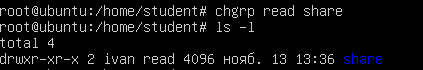 root@ubuntu:/home/student# chgrp read share
root@ubuntu:/home/student# ls -l
total 4
drwxr-xr-x 2 ivan read 4096 нояб. 13 13:36 share